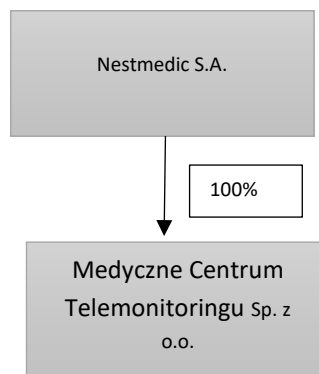 Nestmedic S.A.
100%
Medyczne Centrum
Telemonitoringu Sp. z
o.o.